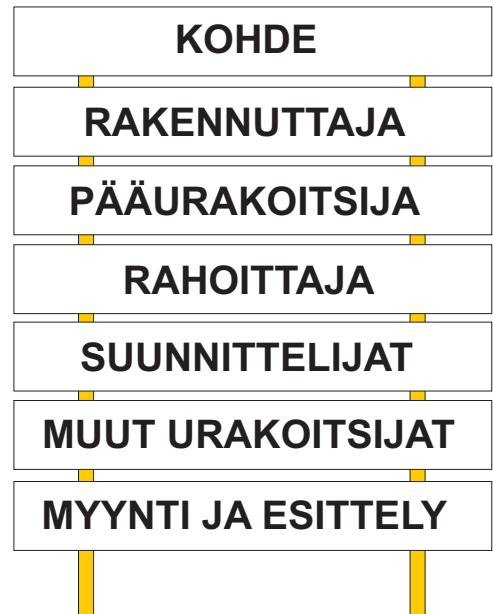 KOHDE
RAKENNUTTAJA
PÄÄURAKOITSIJA
RAHOITTAJA
SUUNNITTELIJAT
MUUT URAKOITSIJAT
MYYNTI JA ESITTELY